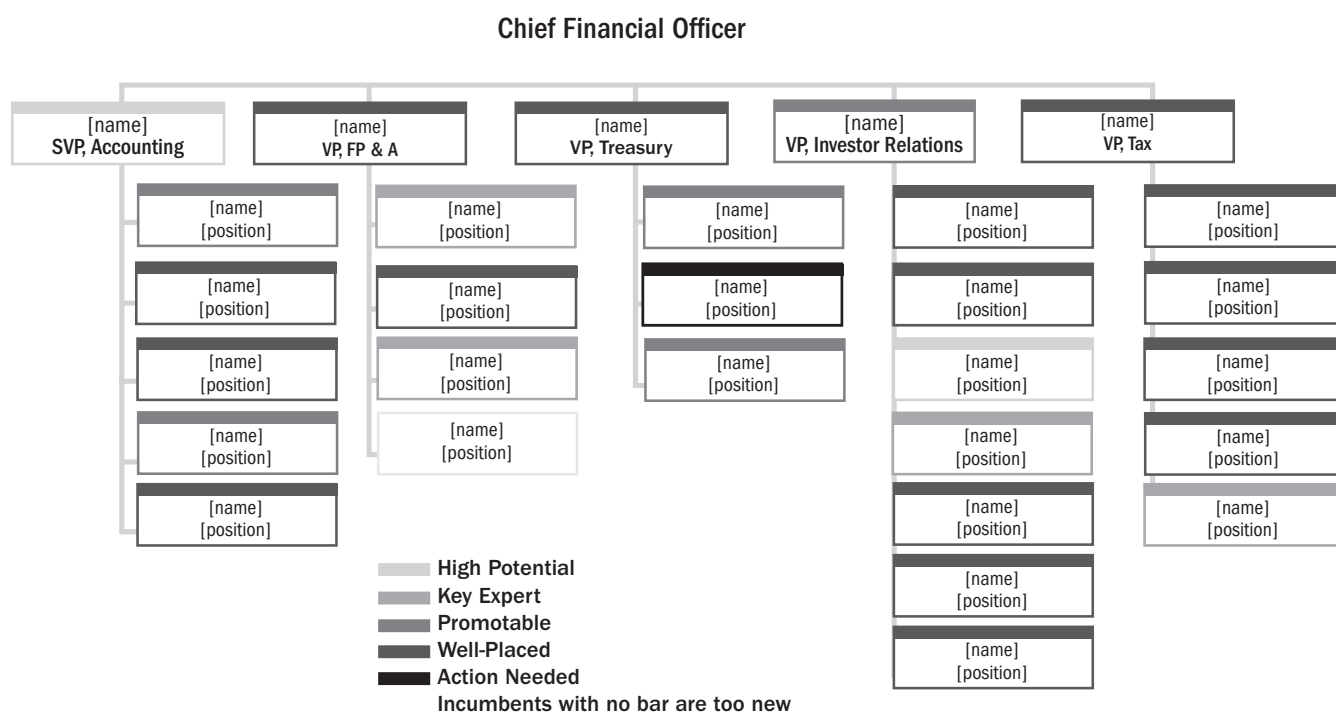 Chief Financial Officer
[name]
SVP, Accounting
[name]
VP, FP & A
[name]
VP, Treasury
[name]
VP, Investor Relations
[name]
VP, Tax
[name]
[position]
[name]
[position]
[name]
[position]
[name]
[position]
[name]
[position]
[name]
[position]
[name]
[position]
[name]
[position]
[name]
[position]
[name]
[position]
[name]
[position]
[name]
[position]
[name]
[position]
[name]
[position]
[name]
[position]
[name]
[position]
[name]
[position]
[name]
[position]
[name]
[position]
[name]
[position]
[name]
[position]
[name]
[position]
[name]
[position]
[name]
[position]
High Potential
Key Expert
Promotable
Well-Placed
Action Needed
Incumbents with no bar are too new